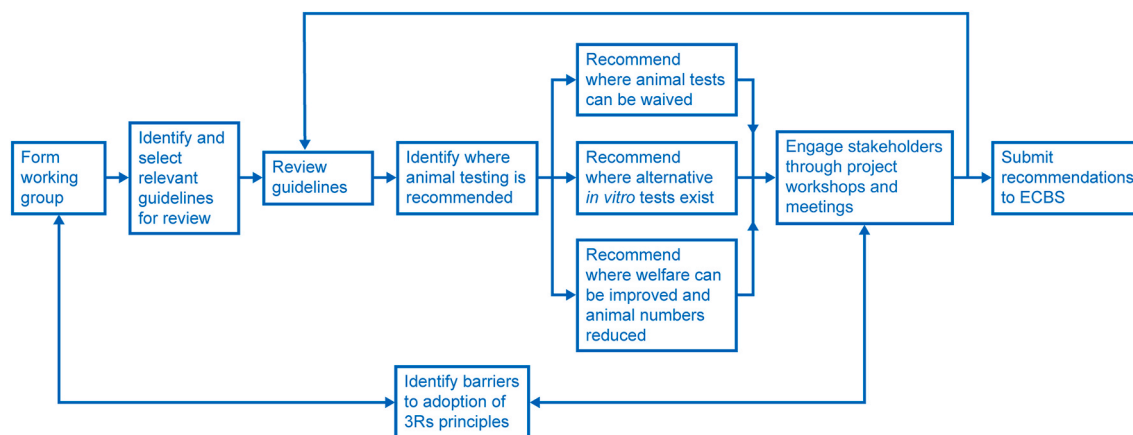 Form
working
group
Identify and
select
relevant
guidelines
for review
Review
guidelines
Identify where
animal testing is
recommended
Recommend
where animal tests
can be waived
Recommend
where alternative
in vitro tests exist
Recommend
where welfare can
be improved and
animal numbers
reduced
Engage stakeholders
through project
workshops and
meetings
Submit
recommendations
to ECBS
Identify barriers
to adoption of
3Rs principles